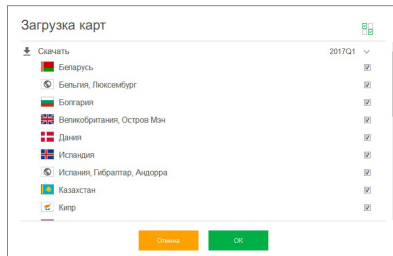 Загрузка карт
Скачать 2017Q1
Беларусь
Бельгия, Люксембург
Болгария
Великобритания, Остров Мэн
Дания
Исландия
Испания, Гибралтар, Андорра
Казахстан
Кипр
Отмена OK